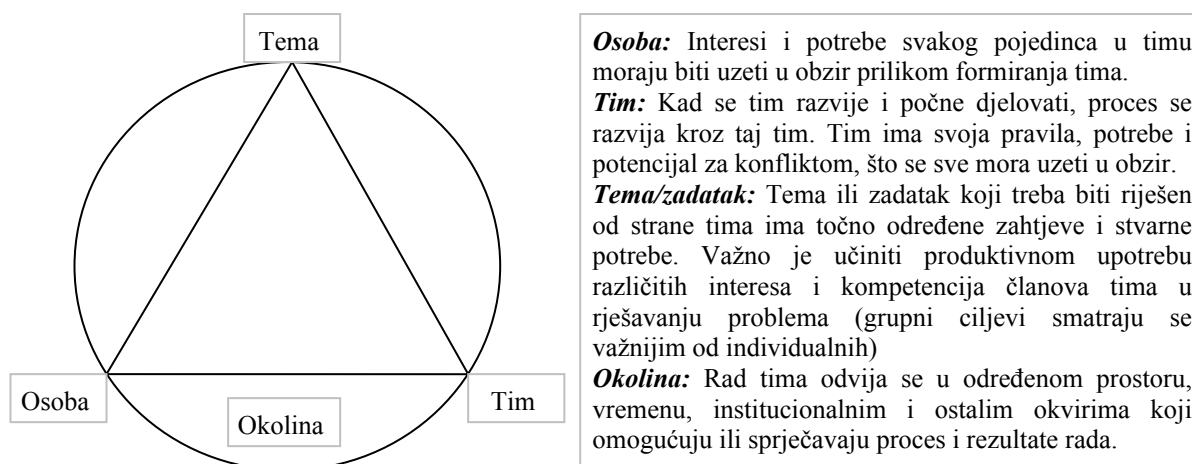 Tema
Osoba
Tim
Okolina
Osoba: Interesi i potrebe svakog pojedinca u timu
moraju biti uzeti u obzir prilikom formiranja tima.
Tim: Kad se tim razvije i počne djelovati, proces se
razvija kroz taj tim. Tim ima svoja pravila, potrebe i
potencijal za konfliktom, što se sve mora uzeti u obzir.
Tema/zadatak: Tema ili zadatak koji treba biti riješen
od strane tima ima točno određene zahtjeve i stvarne
potrebe. Važno je učiniti produktivnom upotrebu
različitih interesa i kompetencija članova tima u
rješavanju problema (grupni ciljevi smatraju se
važnijim od individualnih)
Okolina: Rad tima odvija se u određenom prostoru,
vremenu, institucionalnim i ostalim okvirima koji
omogućuju ili sprječavaju proces i rezultate rada.